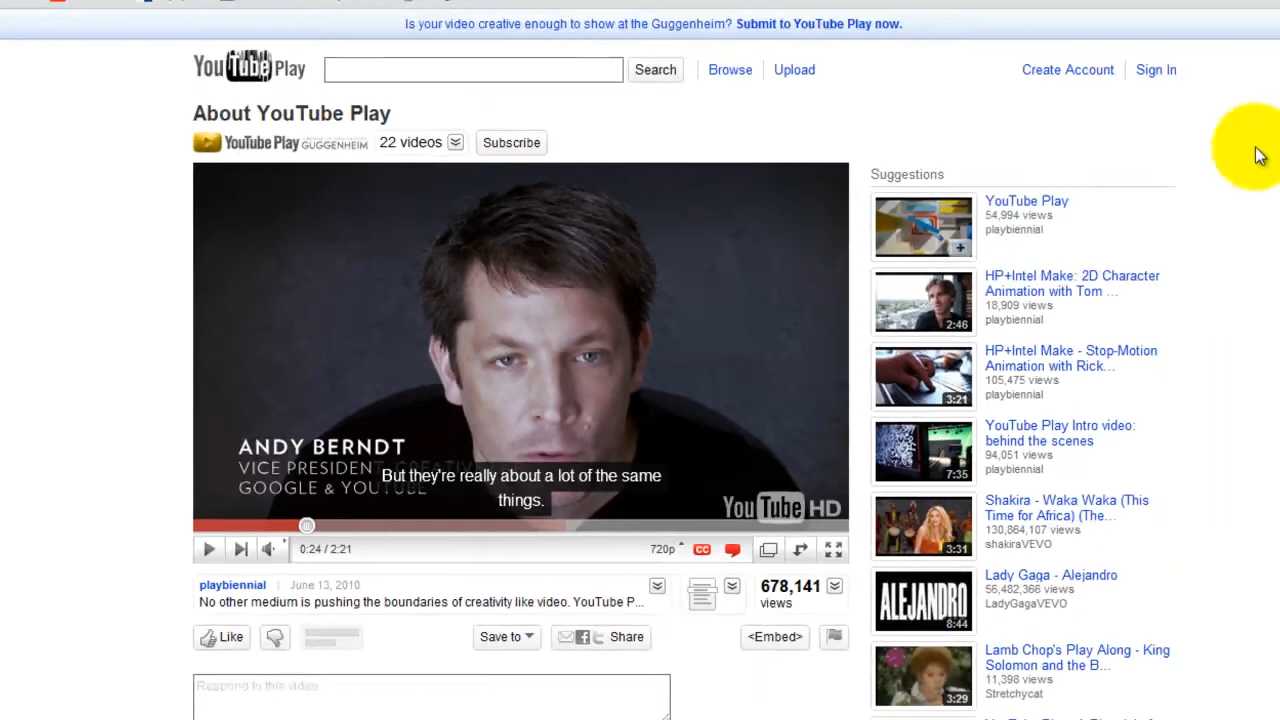 Is your video creative enough to show at the Guggenheim? Submit to YouTube Play now.
YouTube Play
Search
Browse
Upload
Create Account
Sign In
About YouTube Play
YouTube Play GUGGENHEIM
22 videos
Subscribe
ANDY BERNDT
VICE PRESIDENT,
GOOGLE & YOUTUBE
But they're really about a lot of the same
things.
YouTube HD
0:24 / 2:21
720p
CC
playbiennial
June 13, 2010
No other medium is pushing the boundaries of creativity like video. YouTube P...
678,141
views
Like
Save to
Share
<Embed>
Respond to this video
Suggestions
YouTube Play
54,994 views
playbiennial
2:46
HP+Intel Make: 2D Character
Animation with Tom ...
18,909 views
playbiennial
3:21
HP+Intel Make - Stop-Motion
Animation with Rick...
105,475 views
playbiennial
7:35
YouTube Play Intro video:
behind the scenes
94,051 views
playbiennial
3:31
Shakira - Waka Waka (This
Time for Africa) (The...
130,864,107 views
shakiraVEVO
ALEJANDRO
8:44
Lady Gaga - Alejandro
56,482,366 views
LadyGagaVEVO
3:29
Lamb Chop's Play Along - King
Solomon and the B...
11,398 views
Stretchycat